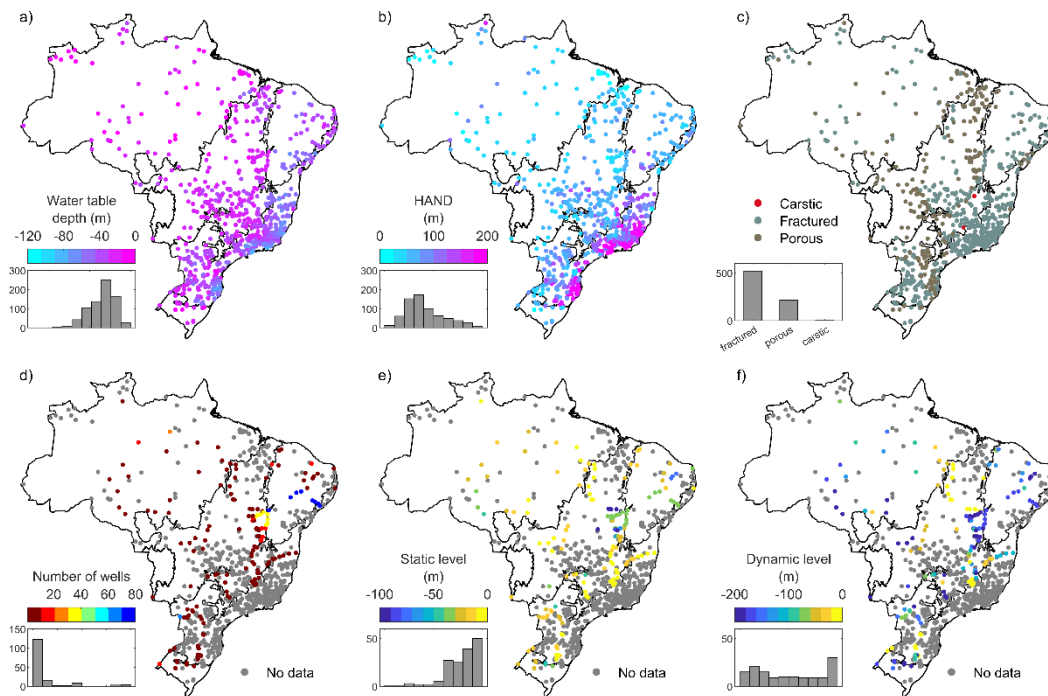 a)
b)
c)
Water table
depth (m)
-120 -80 -40 0
300
200
100
0
HAND
(m)
0 100 200
200
100
0
Carstic
Fractured
Porous
500
0
fractured
porous
carstic
d)
e)
f)
Number of wells
20 40 60 80
150
100
50
0
No data
Static level
(m)
-100 -50 0
50
0
No data
Dynamic level
(m)
-200 -100 0
50
0
No data